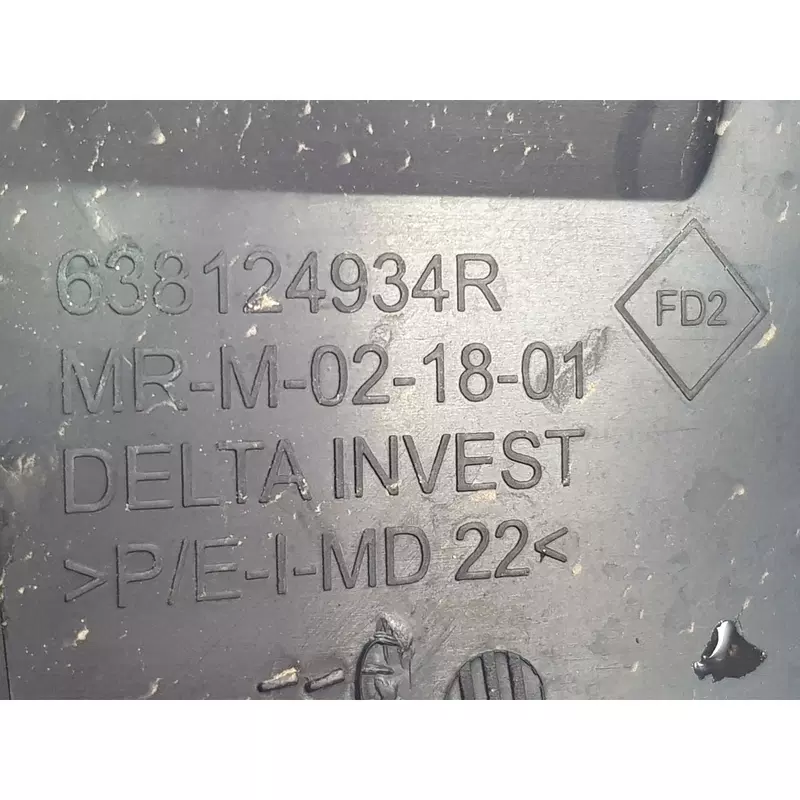 638124934R
FD2
MR-M-02-18-01
DELTA INVEST
>P/E-I-MD 22<